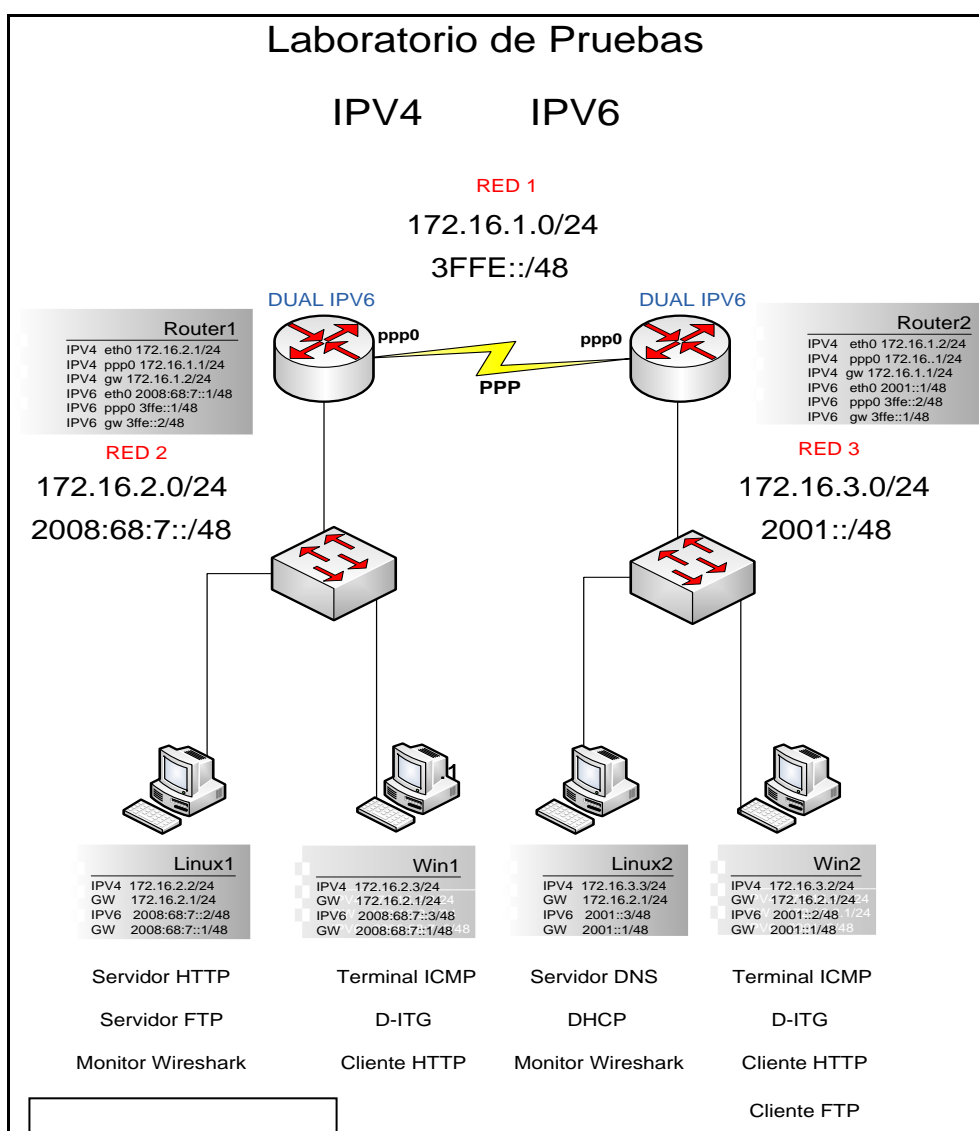 Laboratorio de Pruebas
IPV4 IPV6
RED 1
172.16.1.0/24
3FFE::/48
DUAL IPV6
DUAL IPV6
ppp0
ppp0
PPP
Router1
IPV4 eth0 172.16.2.1/24
IPV4 ppp0 172.16.1.1/24
IPV4 gw 172.16.1.2/24
IPV6 eth0 2008:68:7::1/48
IPV6 ppp0 3ffe::1/48
IPV6 gw 3ffe::2/48
Router2
IPV4 eth0 172.16.1.2/24
IPV4 ppp0 172.16..1/24
IPV4 gw 172.16.1.1/24
IPV6 eth0 2001::1/48
IPV6 ppp0 3ffe::2/48
IPV6 gw 3ffe::1/48
RED 2
172.16.2.0/24
2008:68:7::/48
RED 3
172.16.3.0/24
2001::/48
Linux1
IPV4 172.16.2.2/24
GW 172.16.2.1/24
IPV6 2008:68:7::2/48
GW 2008:68:7::1/48
Win1
IPV4 172.16.2.3/24
GW 172.16.2.1/24
IPV6 2008:68:7::3/48
GW 2008:68:7::1/48
Linux2
IPV4 172.16.3.3/24
GW 172.16.2.1/24
IPV6 2001::3/48
GW 2001::1/48
Win2
IPV4 172.16.3.2/24
GW 172.16.2.1/24
IPV6 2001::2/48
GW 2001::1/48
Servidor HTTP
Servidor FTP
Monitor Wireshark
Terminal ICMP
D-ITG
Cliente HTTP
Servidor DNS
DHCP
Monitor Wireshark
Terminal ICMP
D-ITG
Cliente HTTP
Cliente FTP